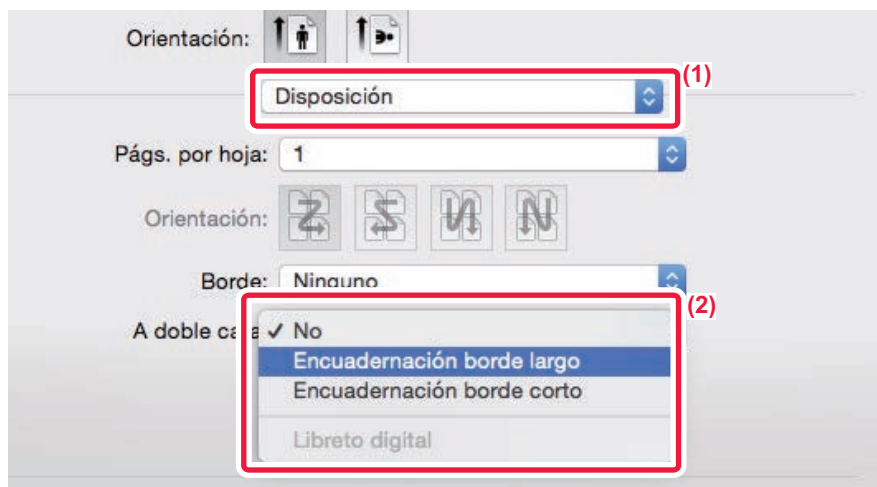 Orientación:
(1)
Disposición
Págs. por hoja: 1
Orientación:
Borde: Ninguno
(2)
A doble cara ✓ No
Encuadernación borde largo
Encuadernación borde corto
Libreto digital